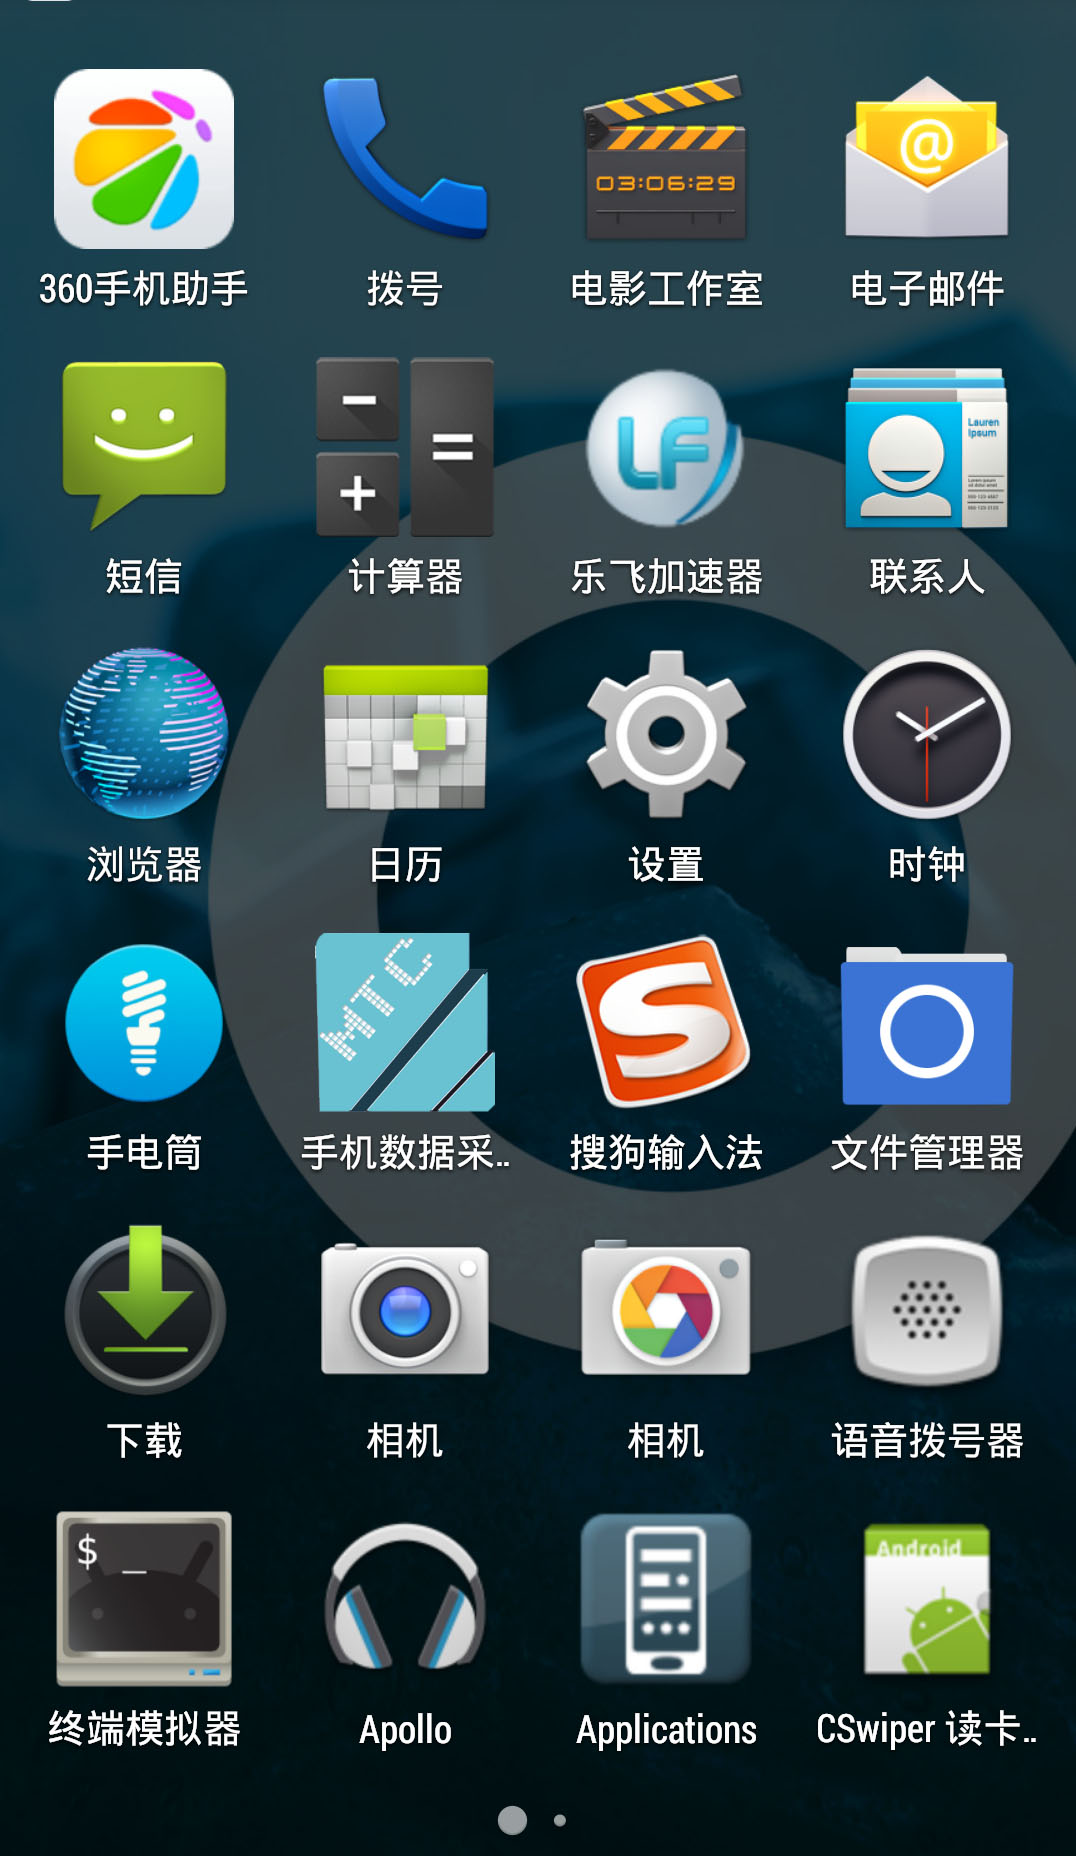 03:06:29
@
360手机助手
拨号
电影工作室
电子邮件
LF
Lauren
Ipsum
短信
计算器
乐飞加速器
联系人
浏览器
日历
设置
时钟
MTC
S
手电筒
手机数据采..
搜狗输入法
文件管理器
下载
相机
相机
语音拨号器
$
Android
终端模拟器
Apollo
Applications
CSwiper 读卡..